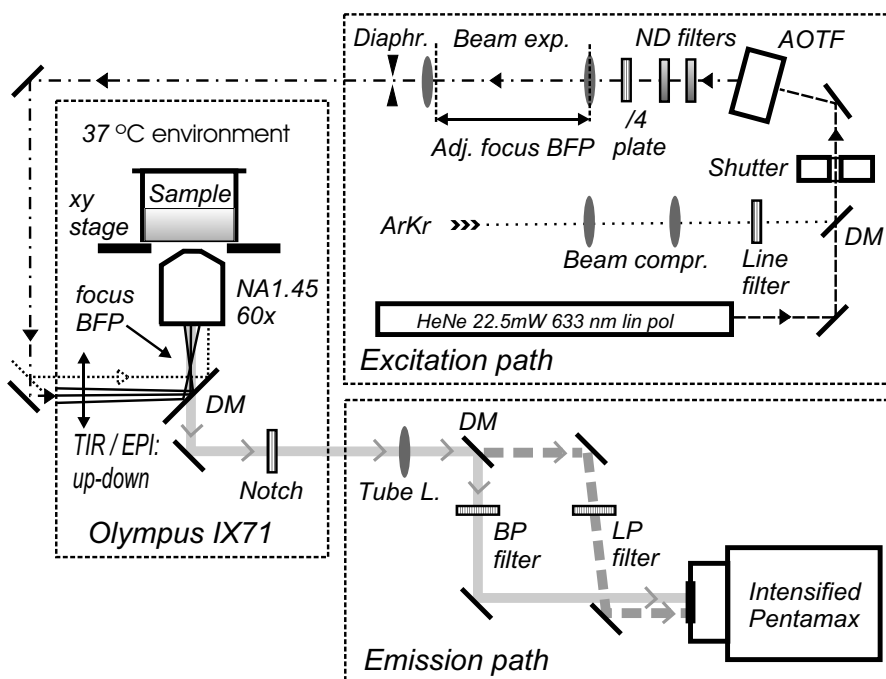 Diaphr.
Beam exp.
ND filters
AOTF
/4
plate
Adj. focus BFP
Shutter
ArKr
Beam compr.
Line
filter
DM
HeNe 22.5mW 633 nm lin pol
Excitation path
37 °C environment
Sample
xy
stage
NA1.45
60x
focus
BFP
DM
TIR / EPI:
up-down
Notch
Olympus IX71
Tube L.
DM
BP
filter
LP
filter
Intensified
Pentamax
Emission path